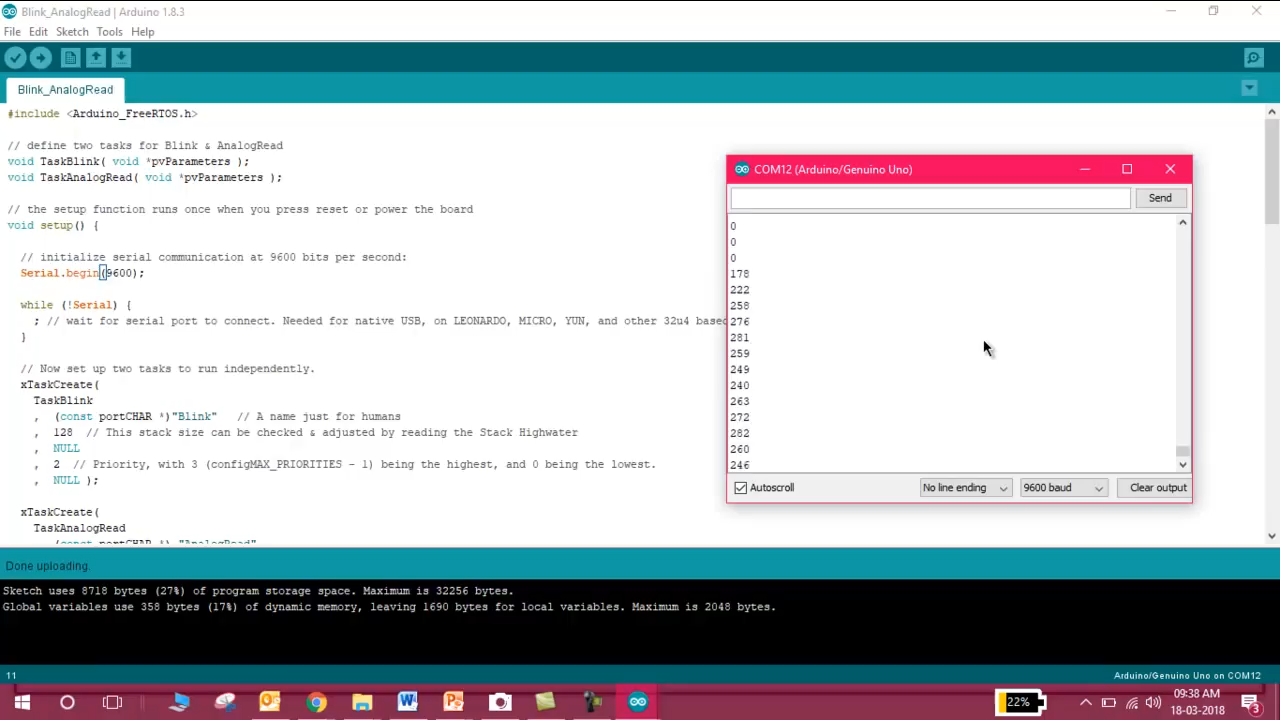 Blink_AnalogRead | Arduino 1.8.3
File Edit Sketch Tools Help
Blink_AnalogRead
#include <Arduino_FreeRTOS.h>
// define two tasks for Blink & AnalogRead
void TaskBlink( void *pvParameters );
void TaskAnalogRead( void *pvParameters );
// the setup function runs once when you press reset or power the board
void setup() {
// initialize serial communication at 9600 bits per second:
Serial.begin(9600);
while (!Serial) {
; // wait for serial port to connect. Needed for native USB, on LEONARDO, MICRO, YUN, and other 32u4 based
}
// Now set up two tasks to run independently.
xTaskCreate(
TaskBlink
, (const portCHAR *)"Blink" // A name just for humans
, 128 // This stack size can be checked & adjusted by reading the Stack Highwater
, NULL
, 2 // Priority, with 3 (configMAX_PRIORITIES - 1) being the highest, and 0 being the lowest.
, NULL );
xTaskCreate(
TaskAnalogRead
, (const portCHAR *) "AnalogRead"
COM12 (Arduino/Genuino Uno)
Send
0
0
0
178
222
258
276
281
259
249
240
263
272
282
260
246
Autoscroll
No line ending
9600 baud
Clear output
Done uploading.
Sketch uses 8718 bytes (27%) of program storage space. Maximum is 32256 bytes.
Global variables use 358 bytes (17%) of dynamic memory, leaving 1690 bytes for local variables. Maximum is 2048 bytes.
11
Arduino/Genuino Uno on COM12
22%
09:38 AM
18-03-2018
3